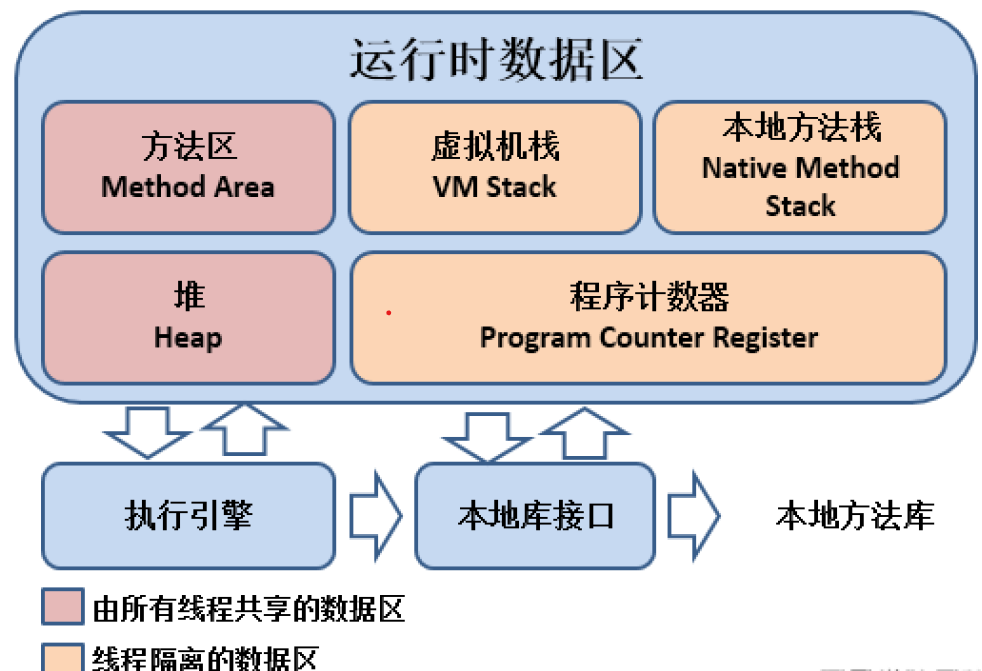 运行时数据区
方法区
Method Area
虚拟机栈
VM Stack
本地方法栈
Native Method
Stack
堆
Heap
程序计数器
Program Counter Register
执行引擎
本地库接口
本地方法库
由所有线程共享的数据区
线程隔离的数据区